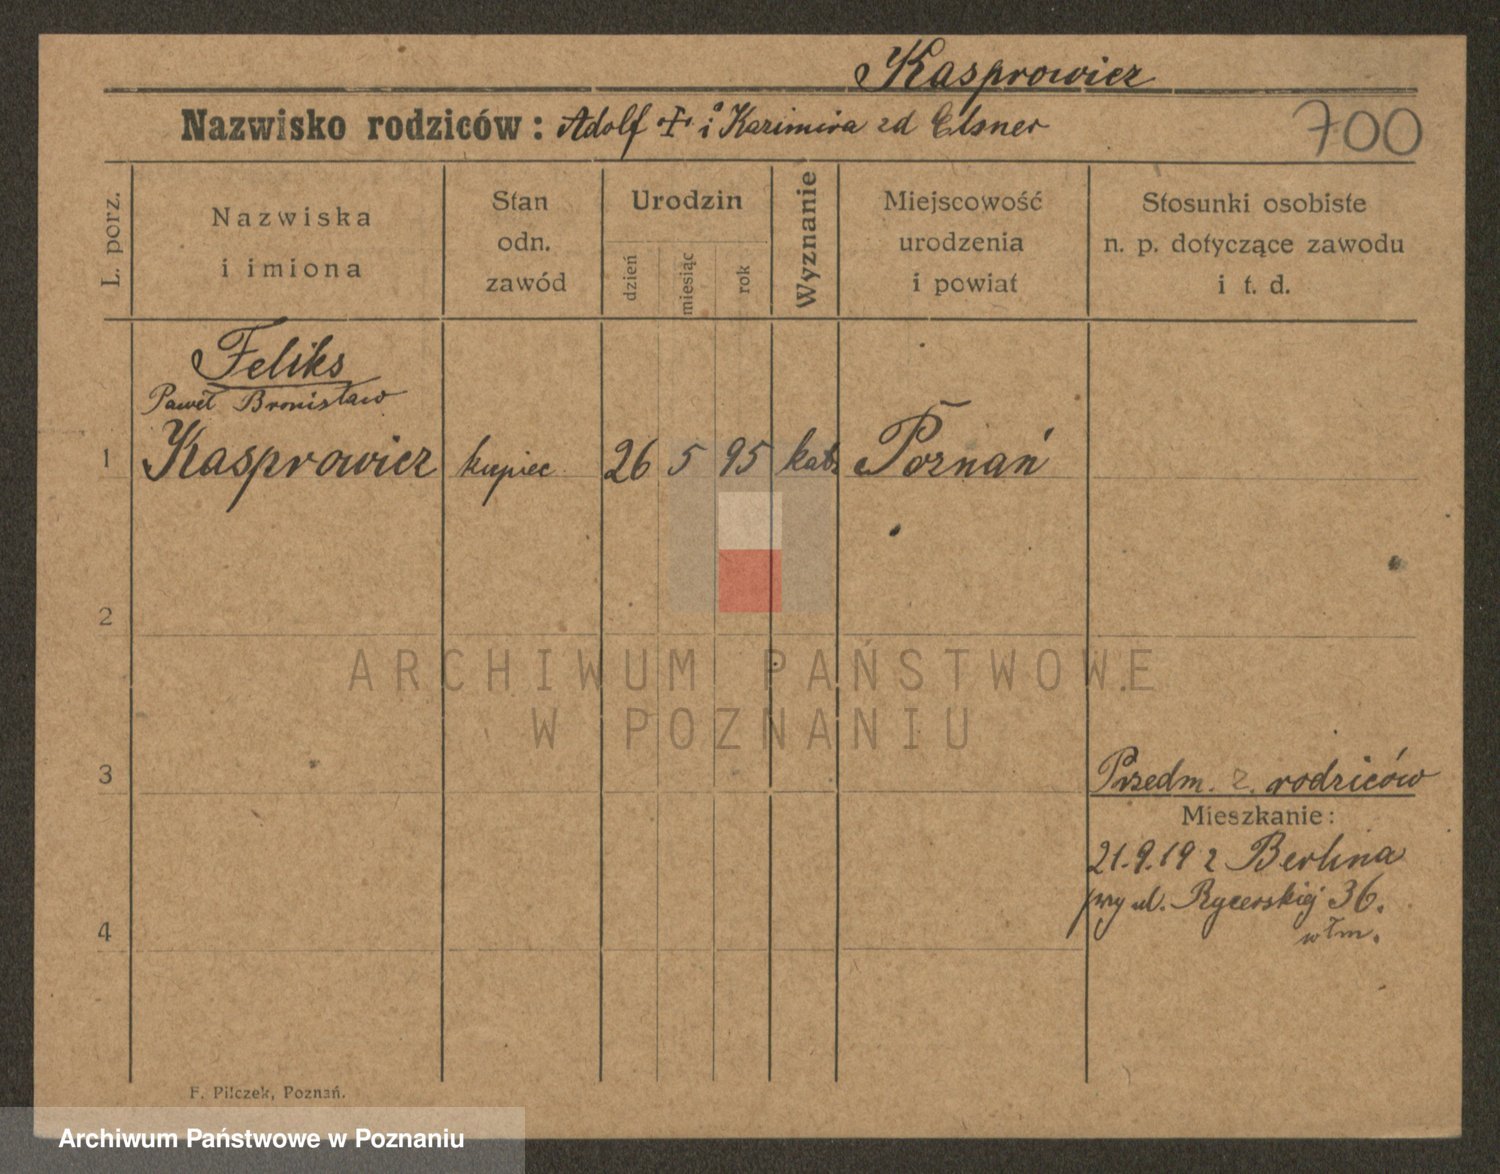 Kasprowicz
Nazwisko rodziców: Adolf + i Kazimira zd Elsner
700
L. porz.
Nazwiska
i imiona
Stan
odn.
zawód
Urodzin
dzień
miesiąc
rok
Wyznanie
Miejscowość
urodzenia
i powiat
Stosunki osobiste
n. p. dotyczące zawodu
i t. d.
Feliks
Paweł Bronisław
1 Kasprowicz kupiec 26 5 95 kat. Poznań
2
ARCHIWUM PAŃSTWOWE
W POZNANIU
3
Przedm. z. rodziców
Mieszkanie:
21.9.19 z Berlina
przy ul. Rycerskiej 36.
4
w łm.
F. Pilczek, Poznań.
Archiwum Państwowe w Poznaniu